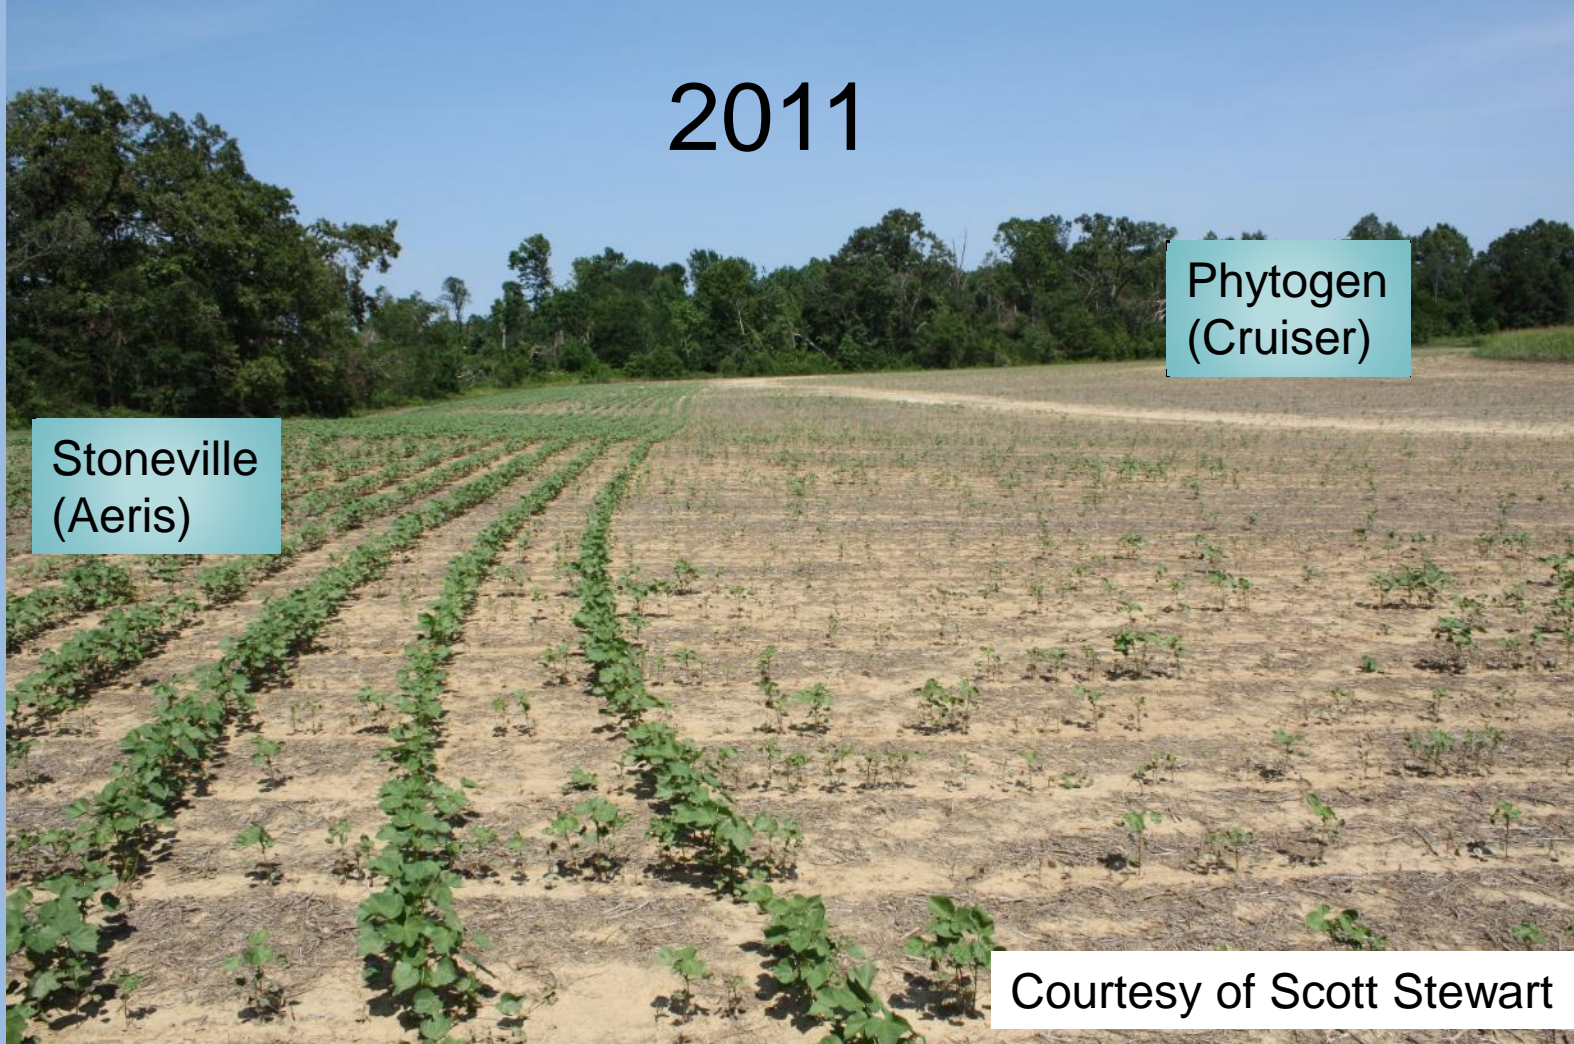 2011
Phytogen
(Cruiser)
Stoneville
(Aeris)
Courtesy of Scott Stewart